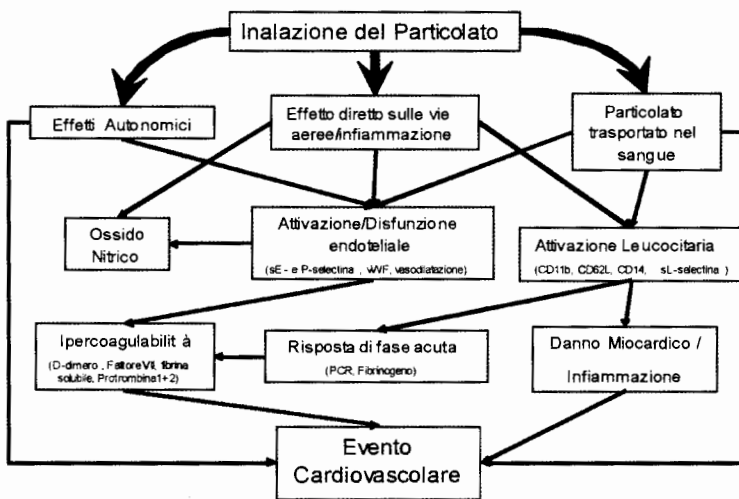 Inalazione del Particolato
Effetti Autonomici
Effetto diretto sulle vie
aeree/infiammazione
Particolato
trasportato nel
sangue
Ossido
Nitrico
Attivazione/Disfunzione
endoteliale
(sE- e P-selectina , vWF, vasodilatazione)
Attivazione Leucocitaria
(CD11b, CD62L, CD14, sL-selectina )
Ipercoagulabilit à
(D-dimero , Fattore VII, fibrina
solubile, Protrombina1+2)
Risposta di fase acuta
(PCR, Fibrinogeno)
Danno Miocardico /
Infiammazione
Evento
Cardiovascolare